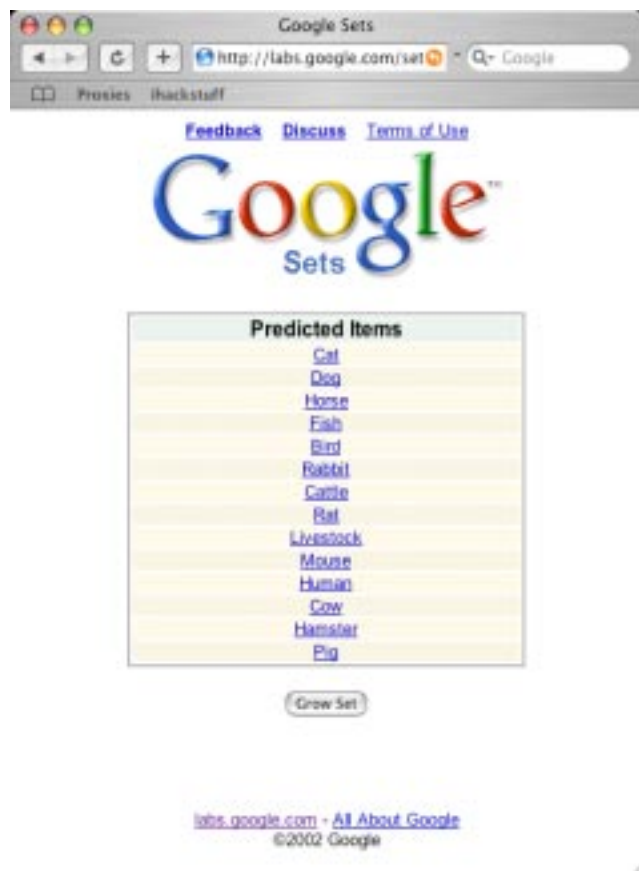 Google Sets
http://labs.google.com/set Google
Proxies ihackstuff
Feedback Discuss Terms of Use
Google™
Sets
Predicted Items
Cat
Dog
Horse
Fish
Bird
Rabbit
Cattle
Rat
Livestock
Mouse
Human
Cow
Hamster
Pig
Grow Set
labs.google.com - All About Google
©2002 Google